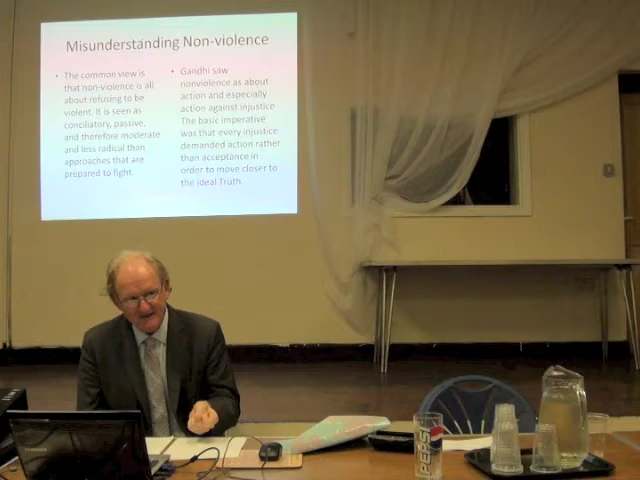 Misunderstanding Non-violence
• The common view is
that non-violence is all
about refusing to be
violent. It is seen as
conciliatory, passive,
and therefore moderate
and less radical than
approaches that are
prepared to fight.
• Gandhi saw
nonviolence as about
action and especially
action against injustice
The basic imperative
was that every injustice
demanded action rather
than acceptance in
order to move closer to
the ideal Truth.
PEPSI